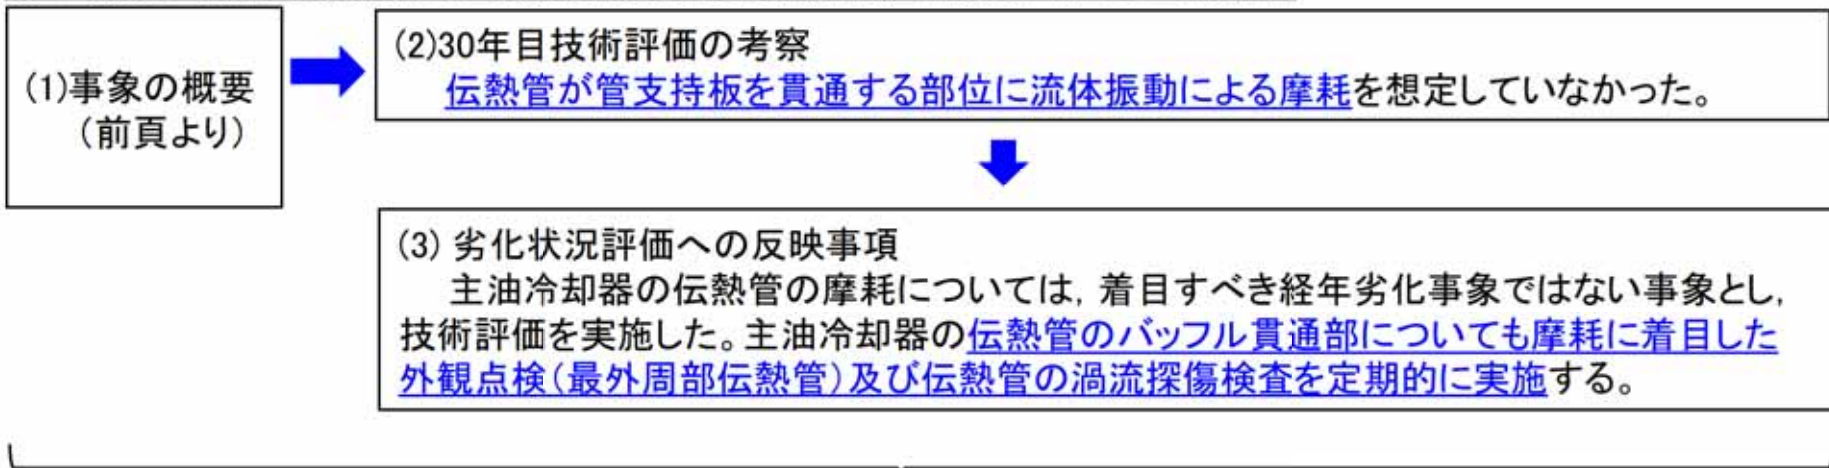 (1)事象の概要
(前頁より)
(2)30年目技術評価の考察
伝熱管が管支持板を貫通する部位に流体振動による摩耗を想定していなかった。
(3) 劣化状況評価への反映事項
主油冷却器の伝熱管の摩耗については, 着目すべき経年劣化事象ではない事象とし,
技術評価を実施した。主油冷却器の伝熱管のバッフル貫通部についても摩耗に着目した
外観点検(最外周部伝熱管)及び伝熱管の渦流探傷検査を定期的に実施する。